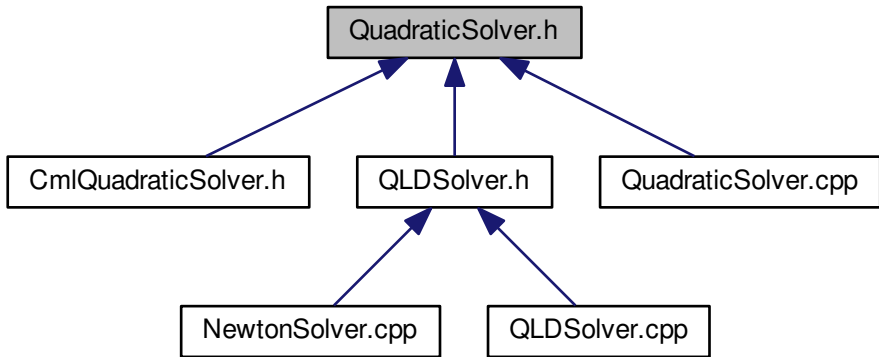 QuadraticSolver.h
CmlQuadraticSolver.h
QLDSolver.h
QuadraticSolver.cpp
NewtonSolver.cpp
QLDSolver.cpp